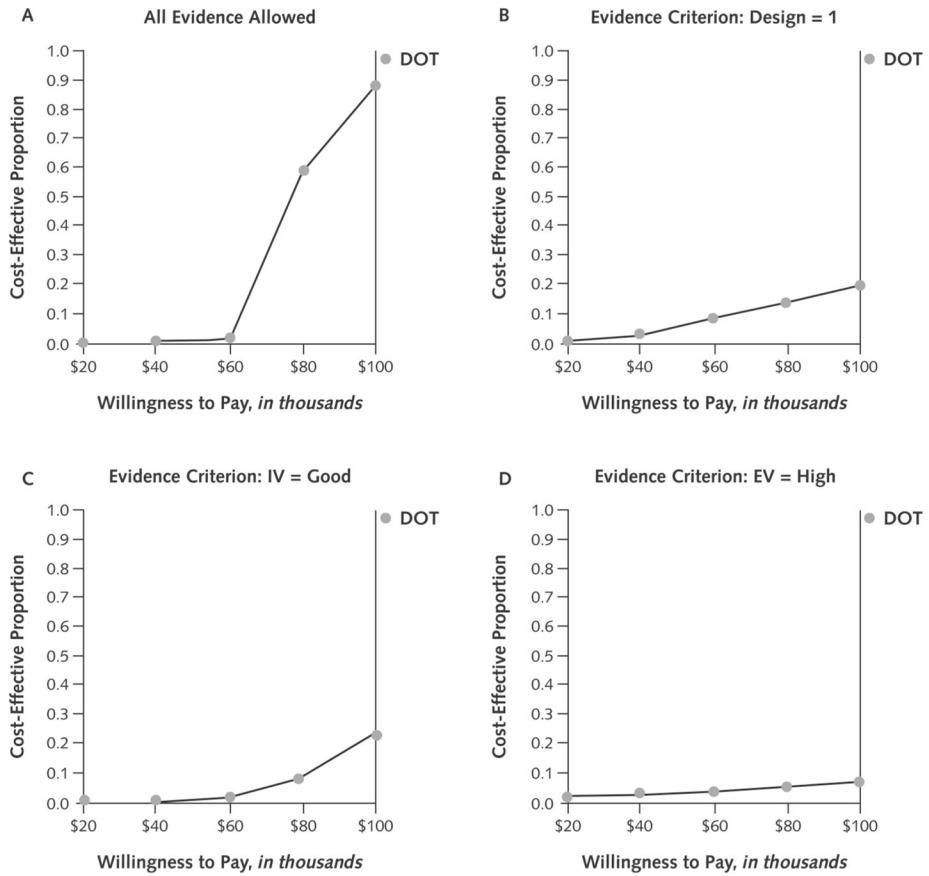 A
All Evidence Allowed
1.0
0.9
0.8
0.7
0.6
0.5
0.4
0.3
0.2
0.1
0.0
Cost-Effective Proportion
$20 $40 $60 $80 $100
Willingness to Pay, in thousands
DOT
B
Evidence Criterion: Design = 1
1.0
0.9
0.8
0.7
0.6
0.5
0.4
0.3
0.2
0.1
0.0
Cost-Effective Proportion
$20 $40 $60 $80 $100
Willingness to Pay, in thousands
DOT
C
Evidence Criterion: IV = Good
1.0
0.9
0.8
0.7
0.6
0.5
0.4
0.3
0.2
0.1
0.0
Cost-Effective Proportion
$20 $40 $60 $80 $100
Willingness to Pay, in thousands
DOT
D
Evidence Criterion: EV = High
1.0
0.9
0.8
0.7
0.6
0.5
0.4
0.3
0.2
0.1
0.0
Cost-Effective Proportion
$20 $40 $60 $80 $100
Willingness to Pay, in thousands
DOT